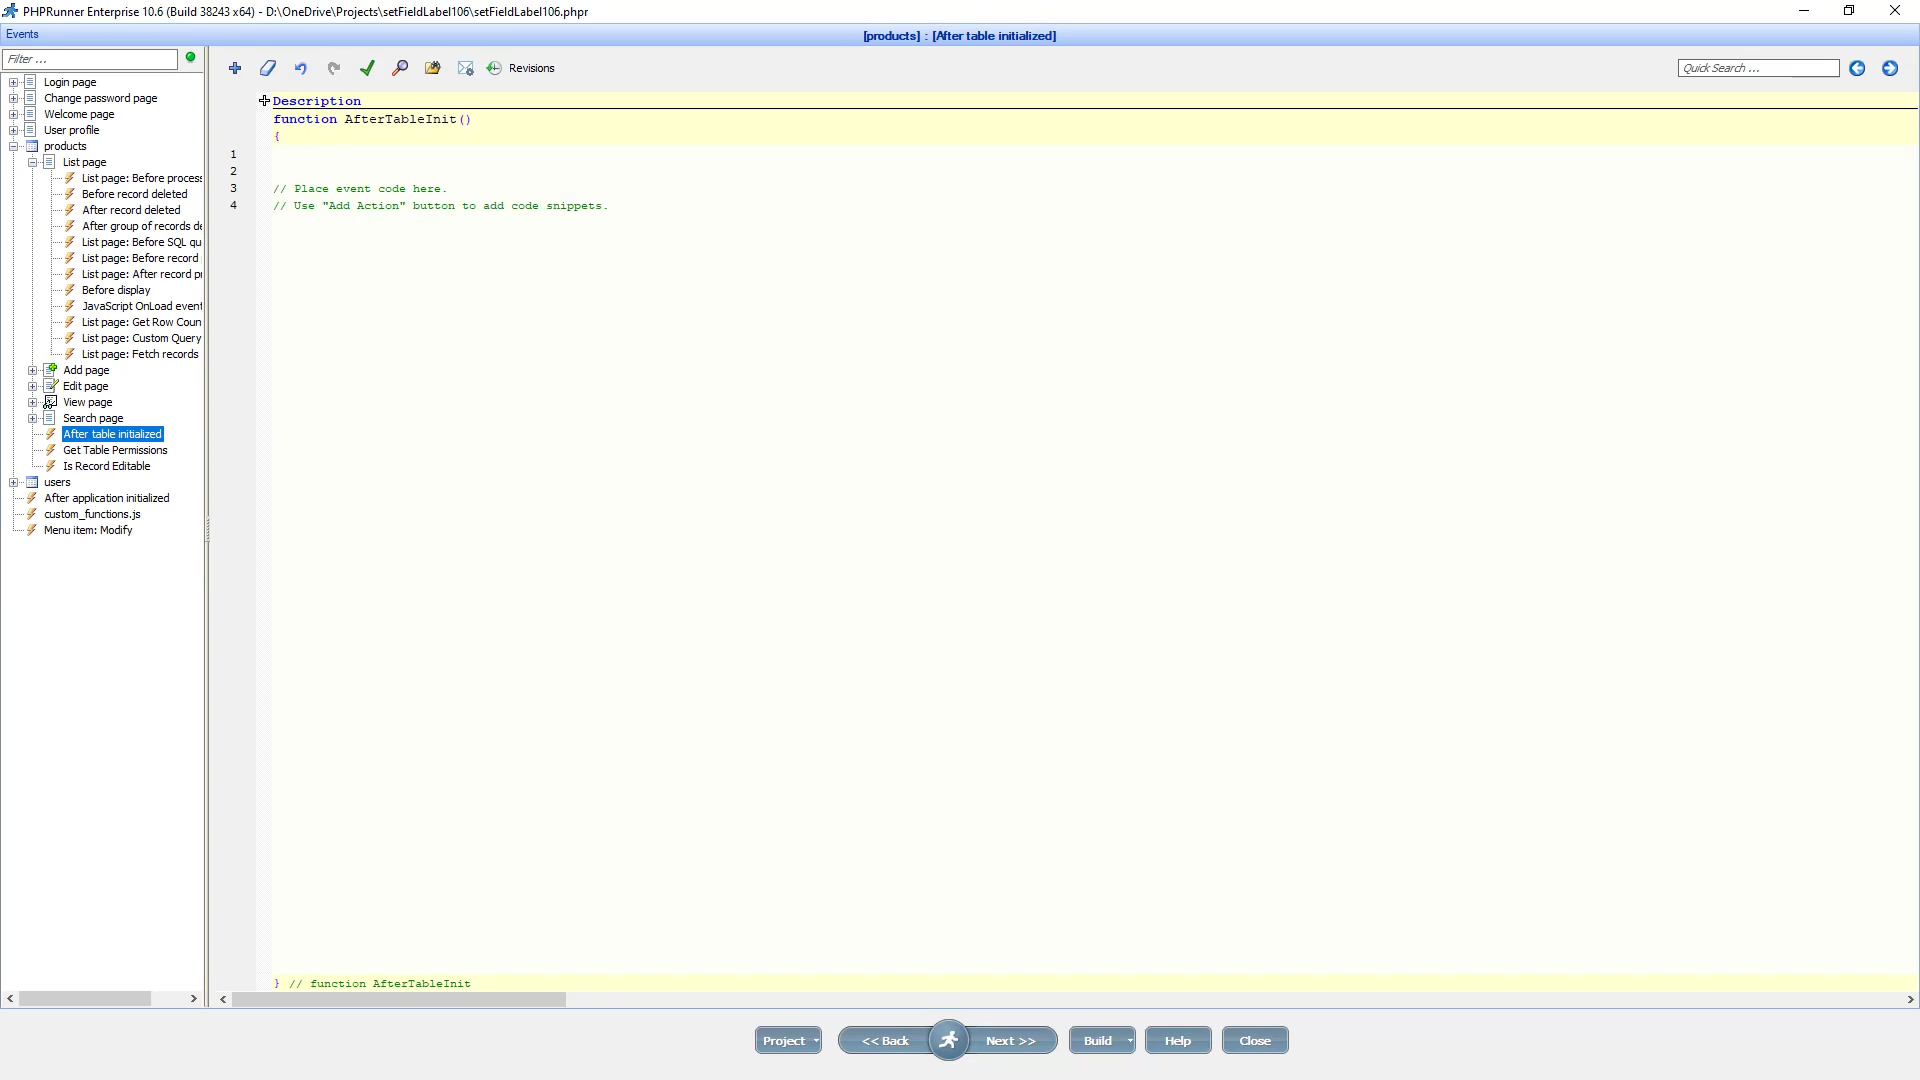 PHPRunner Enterprise 10.6 (Build 38243 x64) - D:\OneDrive\Projects\setFieldLabel106\setFieldLabel106.phpr
Events
[products] : [After table initialized]
Filter ...
Revisions
Quick Search ...
Login page
Change password page
Welcome page
User profile
products
List page
List page: Before process
Before record deleted
After record deleted
After group of records de
List page: Before SQL qu
List page: Before record
List page: After record pr
Before display
JavaScript OnLoad event
List page: Get Row Coun
List page: Custom Query
List page: Fetch records
Add page
Edit page
View page
Search page
After table initialized
Get Table Permissions
Is Record Editable
users
After application initialized
custom_functions.js
Menu item: Modify
Description
function AfterTableInit()
{
1
2
3 // Place event code here.
4 // Use "Add Action" button to add code snippets.
} // function AfterTableInit
Project
<< Back
Next >>
Build
Help
Close